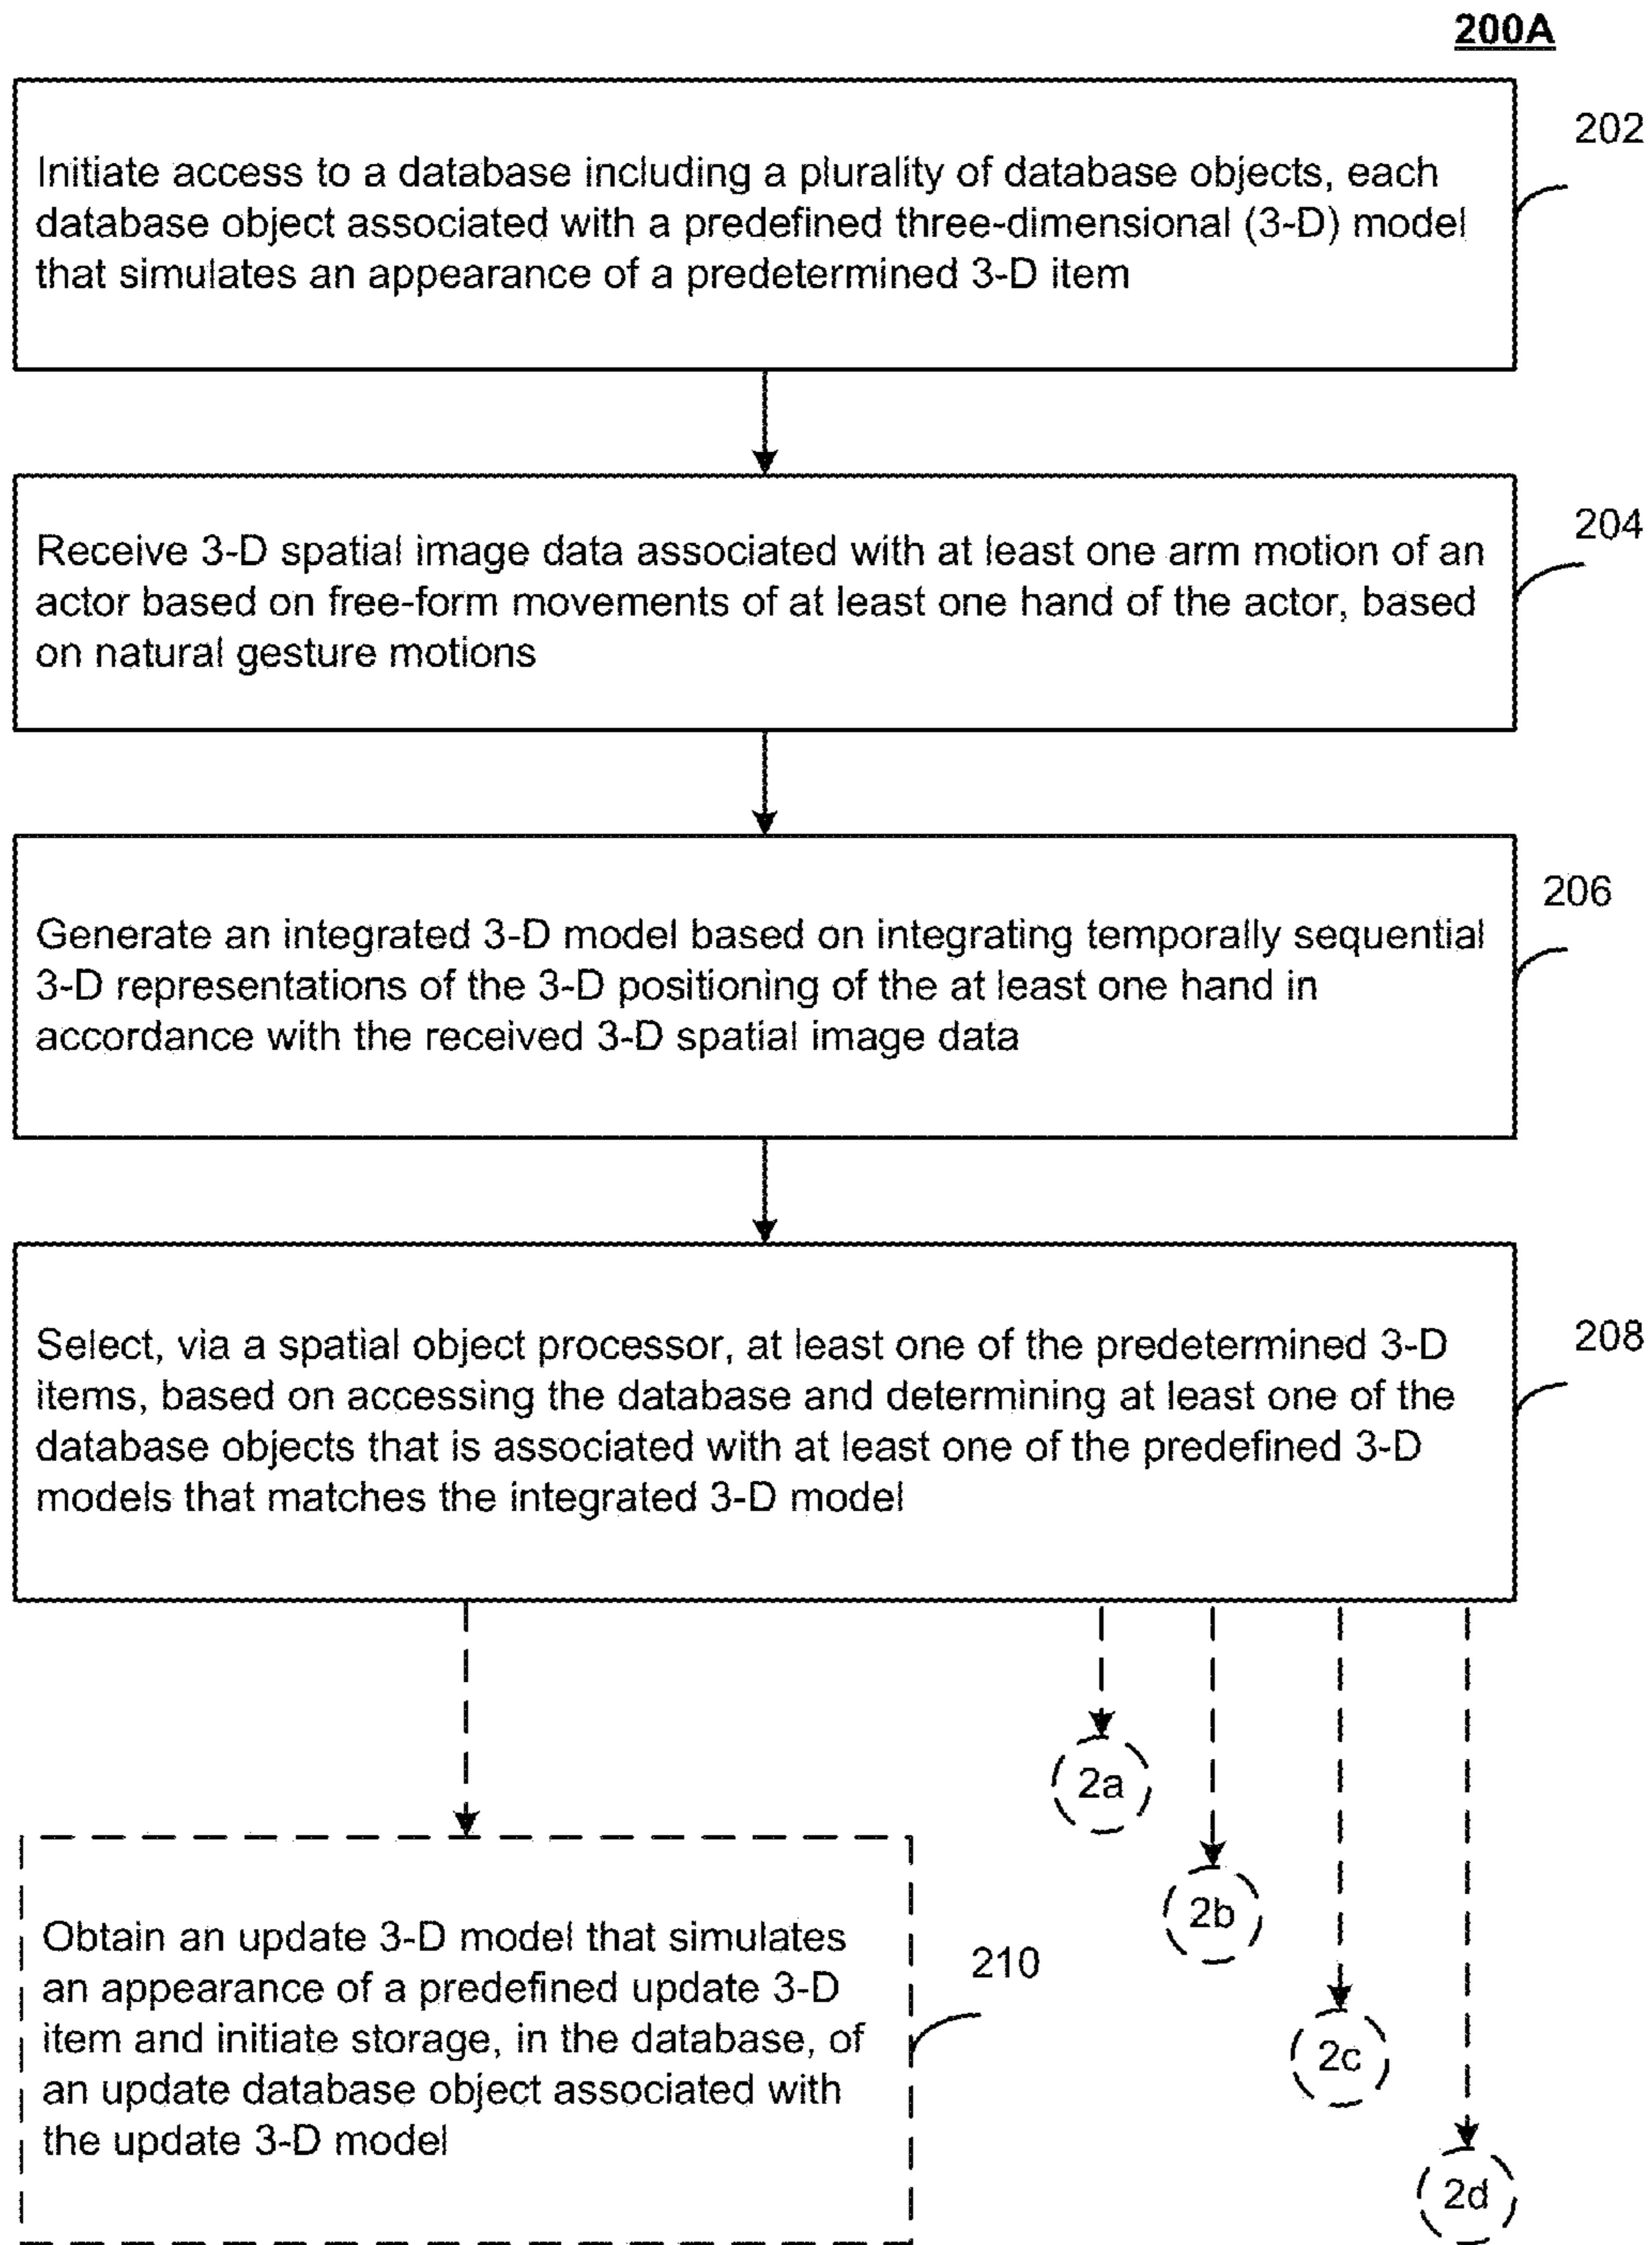 200A
202
Initiate access to a database including a plurality of database objects, each
database object associated with a predefined three-dimensional (3-D) model
that simulates an appearance of a predetermined 3-D item
204
Receive 3-D spatial image data associated with at least one arm motion of an
actor based on free-form movements of at least one hand of the actor, based
on natural gesture motions
206
Generate an integrated 3-D model based on integrating temporally sequential
3-D representations of the 3-D positioning of the at least one hand in
accordance with the received 3-D spatial image data
208
Select, via a spatial object processor, at least one of the predetermined 3-D
items, based on accessing the database and determining at least one of the
database objects that is associated with at least one of the predefined 3-D
models that matches the integrated 3-D model
2a
2b
2c
2d
210
Obtain an update 3-D model that simulates
an appearance of a predefined update 3-D
item and initiate storage, in the database, of
an update database object associated with
the update 3-D model